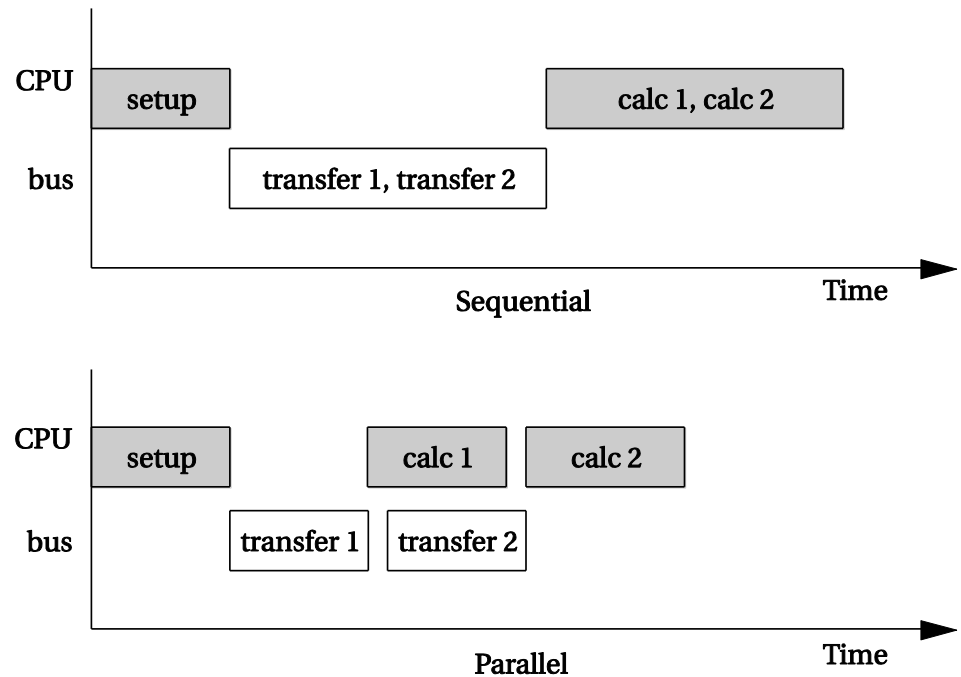 CPU
setup
calc 1, calc 2
bus
transfer 1, transfer 2
Time
Sequential
CPU
setup
calc 1
calc 2
bus
transfer 1
transfer 2
Time
Parallel